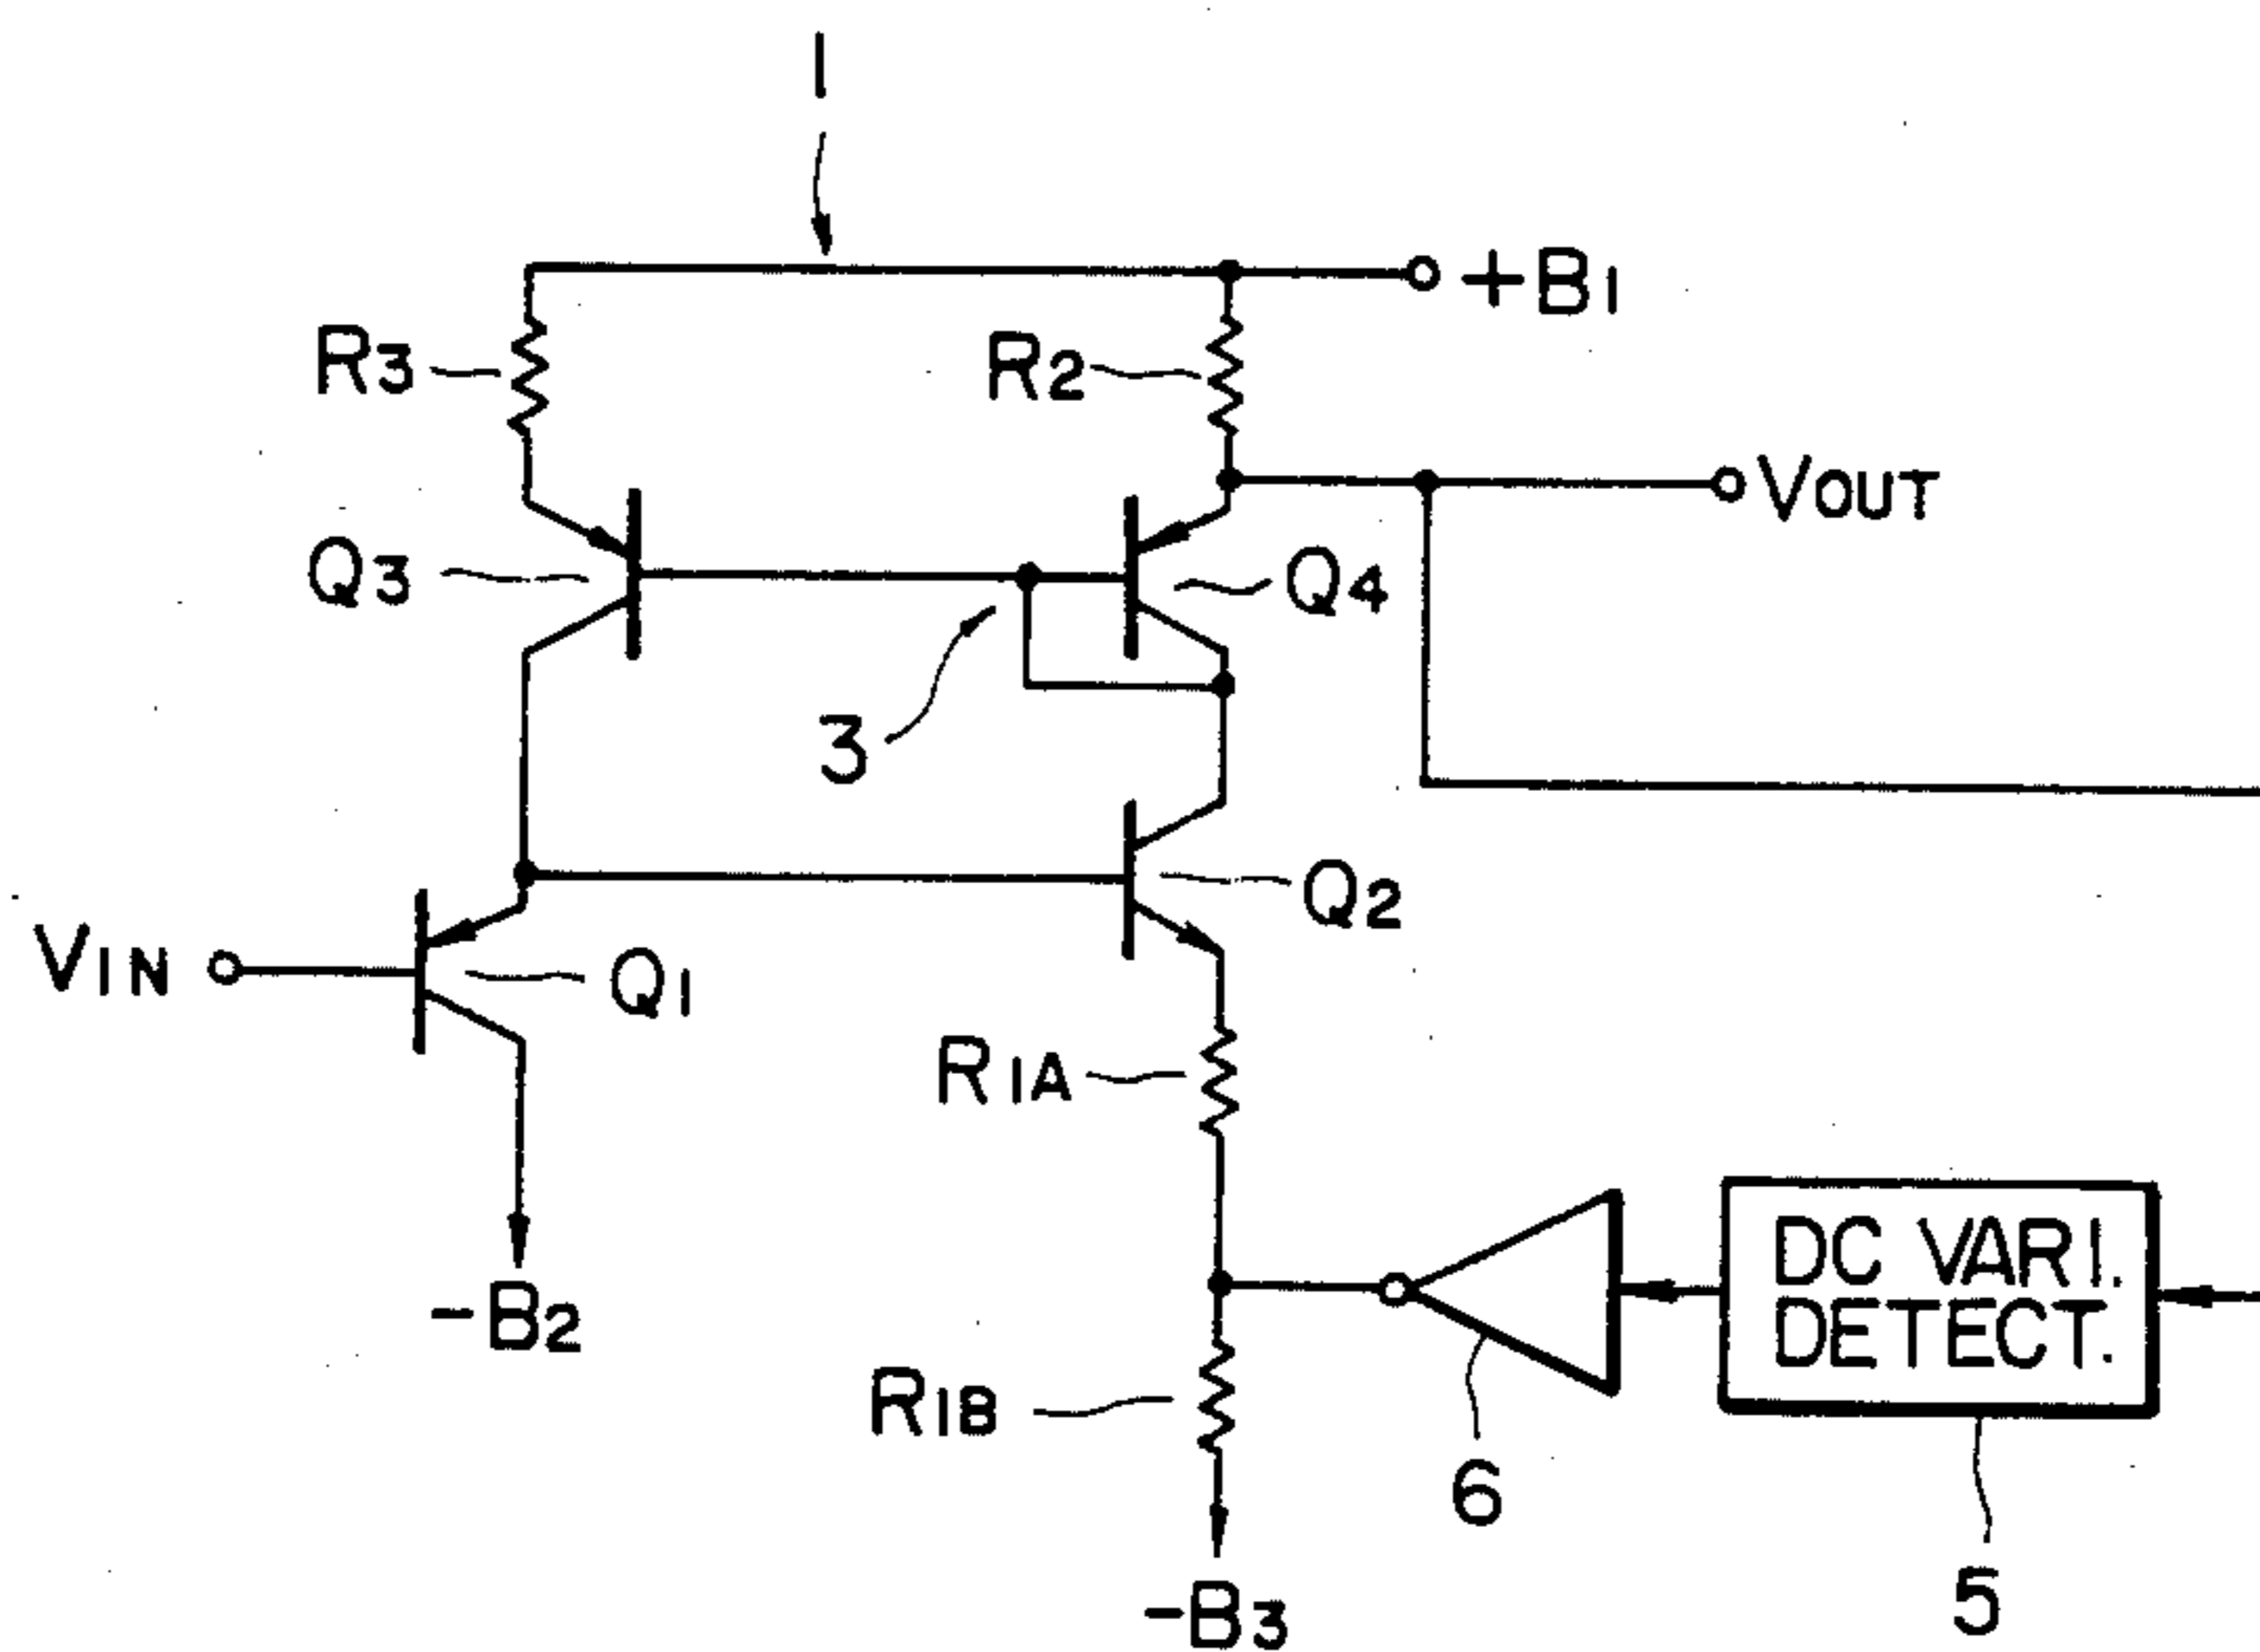 1
+B1
R3
R2
VOUT
Q3
Q4
3
Q2
VIN
Q1
R1A
DC VARI.
DETECT.
-B2
R1B
6
5
-B3